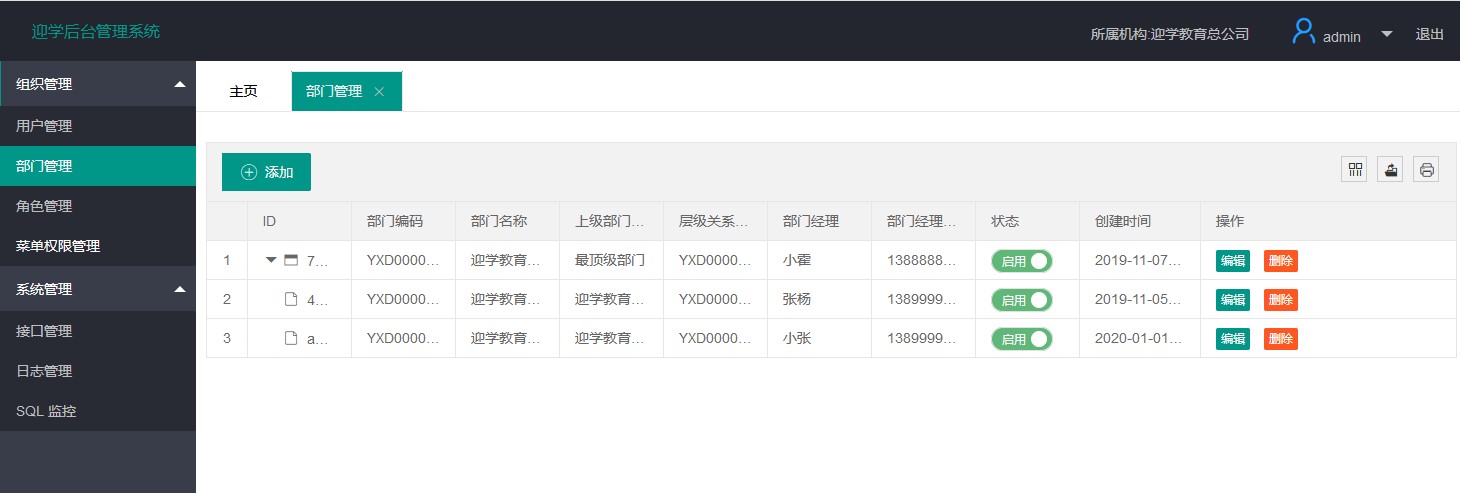 迎学后台管理系统
所属机构:迎学教育总公司 admin 退出
组织管理
用户管理
部门管理
角色管理
菜单权限管理
系统管理
接口管理
日志管理
SQL 监控
主页 部门管理
添加
ID 部门编码 部门名称 上级部门... 层级关系... 部门经理 部门经理... 状态 创建时间 操作
1 7... YXD0000... 迎学教育... 最顶级部门 YXD0000... 小霍 1388888... 启用 2019-11-07... 编辑 删除
2 4... YXD0000... 迎学教育... 迎学教育... YXD0000... 张杨 1389999... 启用 2019-11-05... 编辑 删除
3 a... YXD0000... 迎学教育... 迎学教育... YXD0000... 小张 1389999... 启用 2020-01-01... 编辑 删除